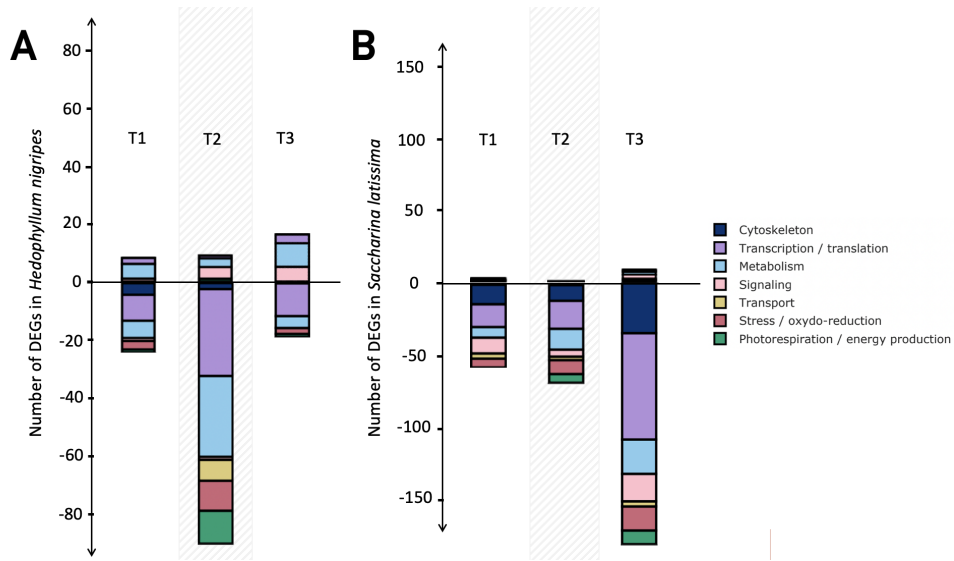 A
B
Number of DEGs in Hedophyllum nigripes
80
60
40
20
0
-20
-40
-60
-80
T1
T2
T3
Number of DEGs in Saccharina latissima
150
100
50
0
-50
-100
-150
T1
T2
T3
Cytoskeleton
Transcription / translation
Metabolism
Signaling
Transport
Stress / oxydo-reduction
Photorespiration / energy production